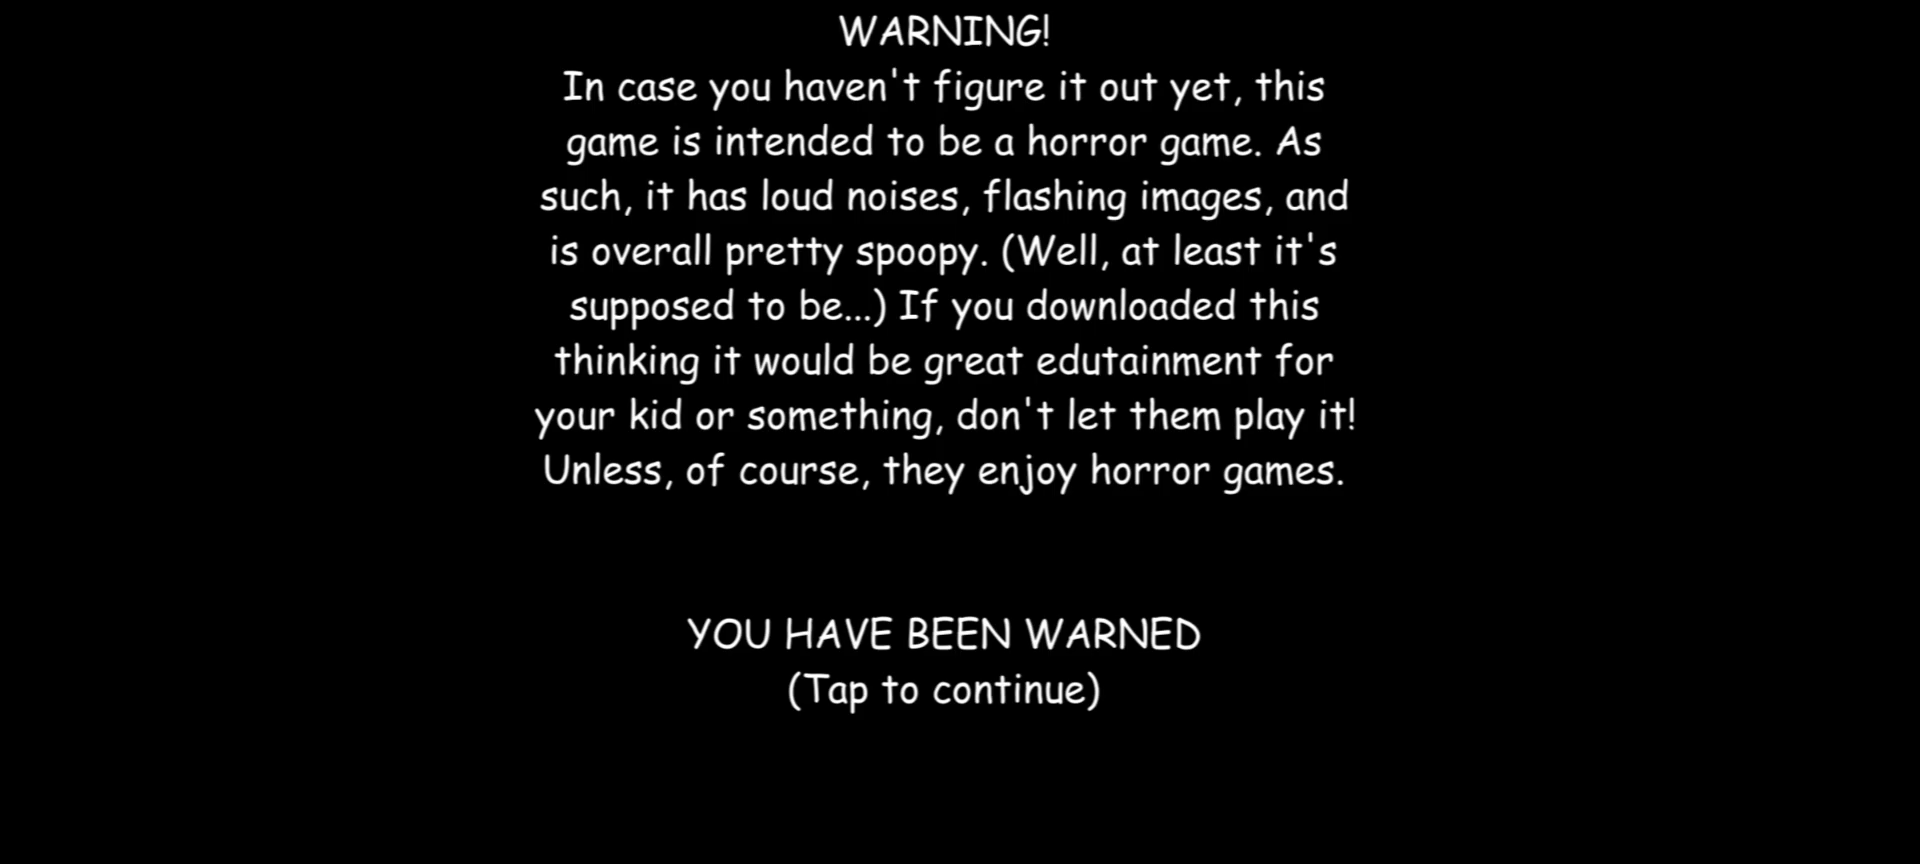 WARNING!
In case you haven't figure it out yet, this
game is intended to be a horror game. As
such, it has loud noises, flashing images, and
is overall pretty spoopy. (Well, at least it's
supposed to be...) If you downloaded this
thinking it would be great edutainment for
your kid or something, don't let them play it!
Unless, of course, they enjoy horror games.
YOU HAVE BEEN WARNED
(Tap to continue)